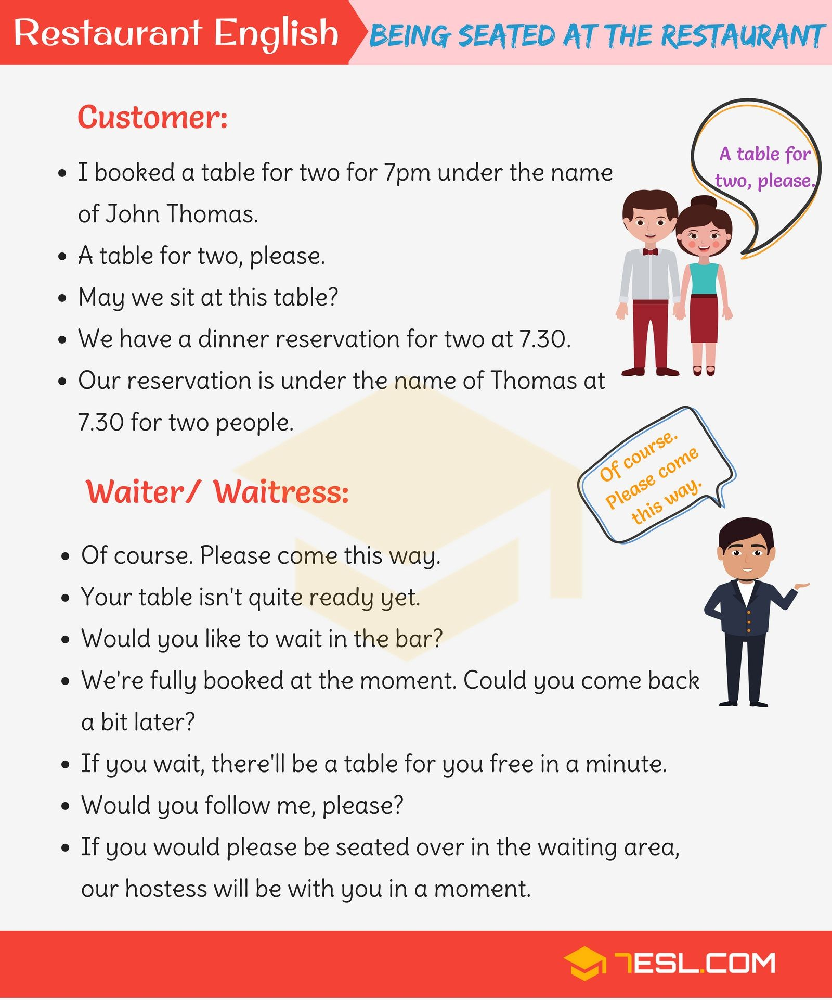 Restaurant English
BEING SEATED AT THE RESTAURANT
Customer:
• I booked a table for two for 7pm under the name
of John Thomas.
• A table for two, please.
• May we sit at this table?
• We have a dinner reservation for two at 7.30.
• Our reservation is under the name of Thomas at
7.30 for two people.
A table for
two, please.
Waiter/ Waitress:
• Of course. Please come this way.
• Your table isn't quite ready yet.
• Would you like to wait in the bar?
• We're fully booked at the moment. Could you come back
a bit later?
• If you wait, there'll be a table for you free in a minute.
• Would you follow me, please?
• If you would please be seated over in the waiting area,
our hostess will be with you in a moment.
Of course.
Please come
this way.
7ESL.COM